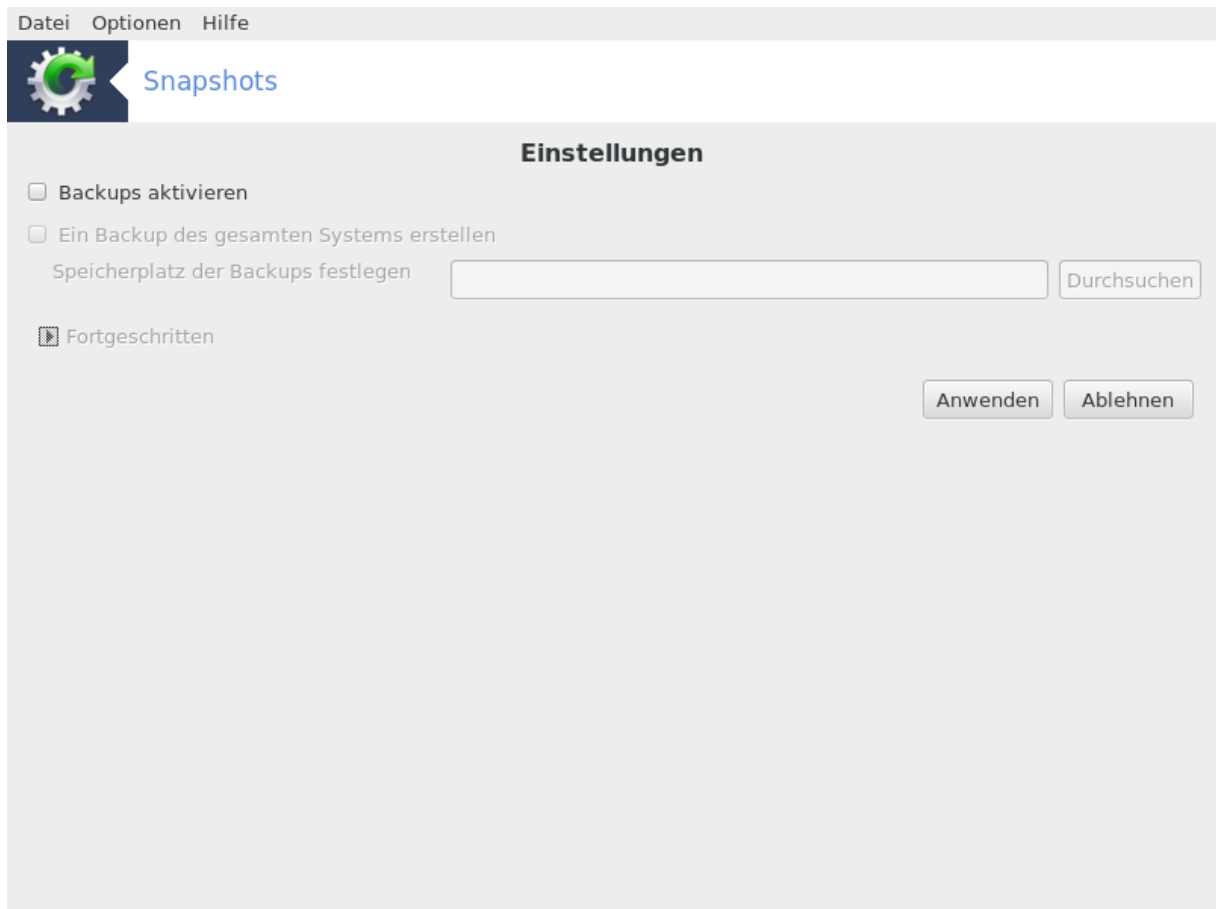 Datei Optionen Hilfe
Snapshots
Einstellungen
Backups aktivieren
Ein Backup des gesamten Systems erstellen
Speicherplatz der Backups festlegen Durchsuchen
Fortgeschritten
Anwenden Ablehnen